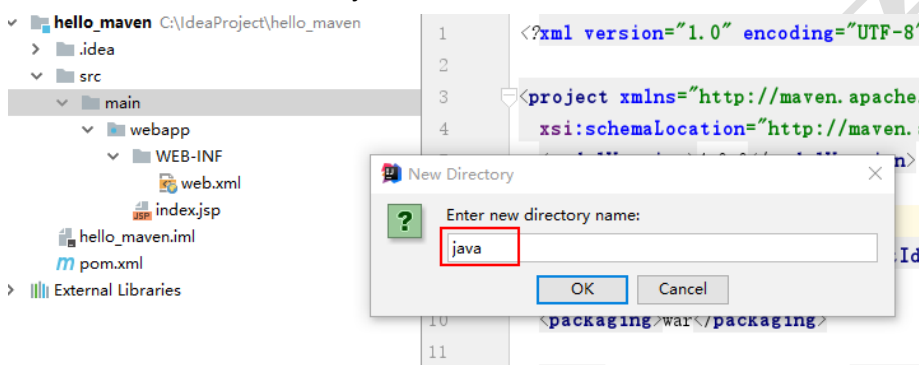 hello_maven C:\IdeaProject\hello_maven
.idea
src
main
webapp
WEB-INF
web.xml
index.jsp
hello_maven.iml
pom.xml
External Libraries
1 <?xml version="1.0" encoding="UTF-8"
2
3 <project xmlns="http://maven.apache.
4 xsi:schemaLocation="http://maven.
New Directory
Enter new directory name:
java
OK Cancel
10 <packaging>war</packaging>
11